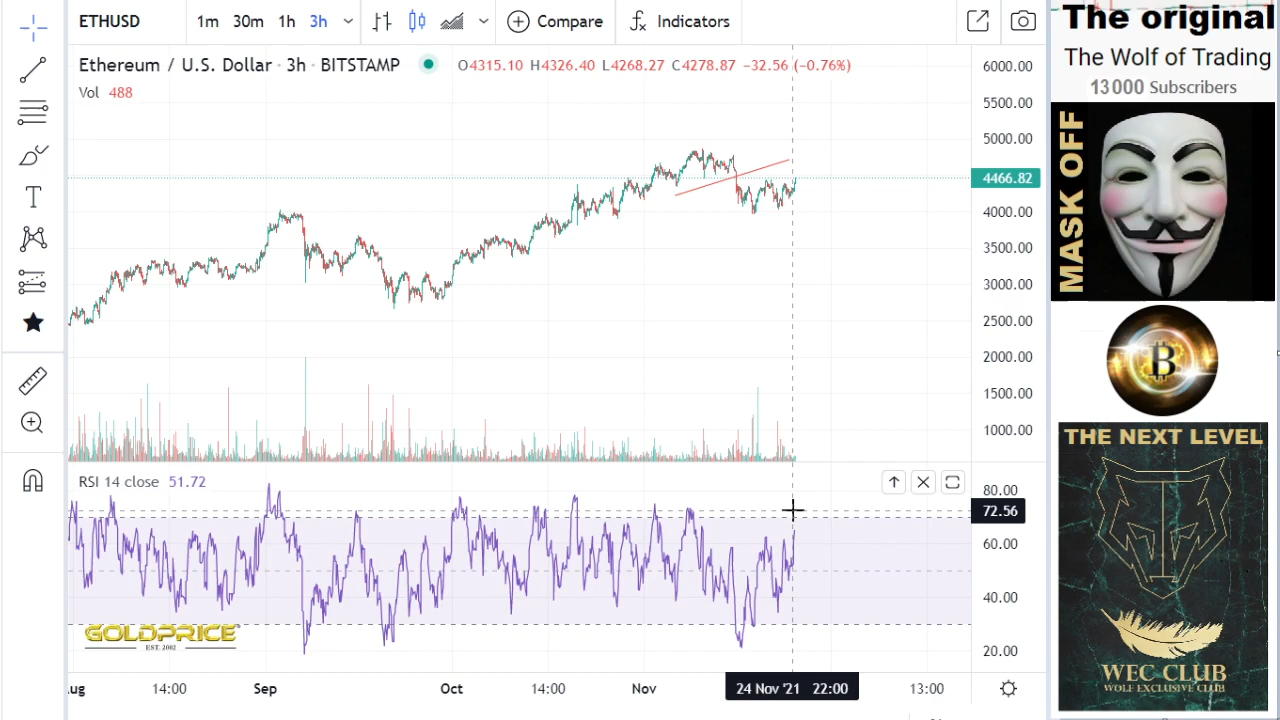 ETHUSD
1m 30m 1h 3h
Compare
Indicators
The original
The Wolf of Trading
13000 Subscribers
Ethereum / U.S. Dollar · 3h · BITSTAMP
O4315.10 H4326.40 L4268.27 C4278.87 −32.56 (−0.76%)
Vol 488
6000.00
5500.00
5000.00
4466.82
4000.00
3500.00
3000.00
2500.00
2000.00
1500.00
1000.00
MASK OFF
B
THE NEXT LEVEL
RSI 14 close 51.72
80.00
72.56
60.00
40.00
20.00
GOLDPRICE
EST. 2002
WEC CLUB
WOLF EXCLUSIVE CLUB
ug 14:00 Sep Oct 14:00 Nov 24 Nov '21 22:00 13:00